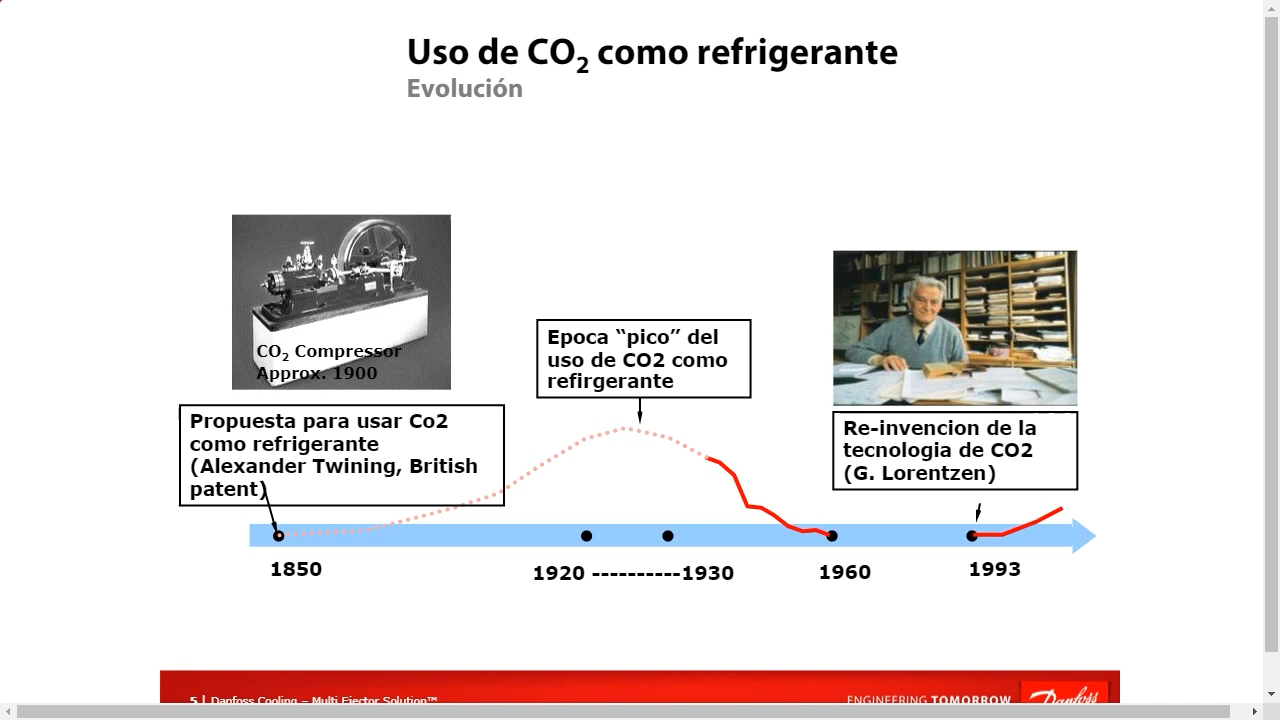 Uso de CO2 como refrigerante
Evolución
CO2 Compressor
Approx. 1900
Epoca “pico” del
uso de CO2 como
refirgerante
Propuesta para usar Co2
como refrigerante
(Alexander Twining, British
patent)
Re-invencion de la
tecnologia de CO2
(G. Lorentzen)
1850
1920 ----------1930
1960
1993
5 | Danfoss Cooling – Multi Ejector Solution™
ENGINEERING TOMORROW
Danfoss